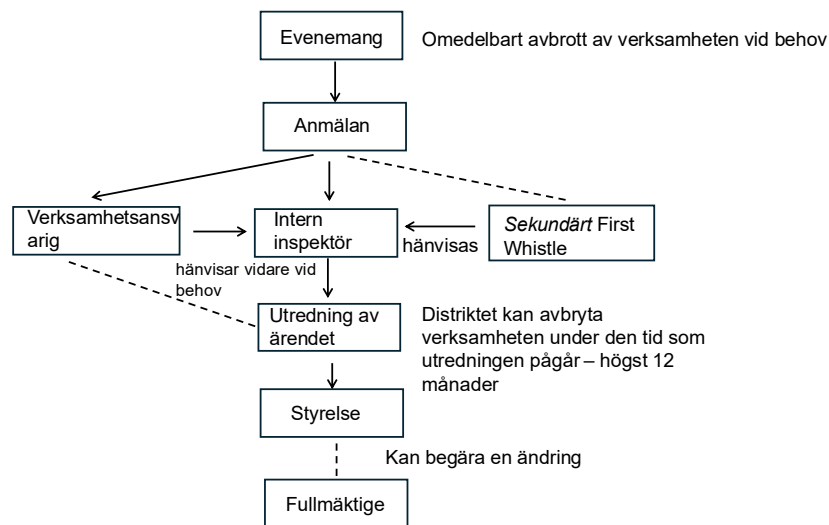 Evenemang
Omedelbart avbrott av verksamheten vid behov
Anmälan
Verksamhetsansv
arig
Intern
inspektör
hänvisas
Sekundärt First
Whistle
hänvisar vidare vid
behov
Utredning av
ärendet
Distriktet kan avbryta
verksamheten under den tid som
utredningen pågår – högst 12
månader
Styrelse
Kan begära en ändring
Fullmäktige